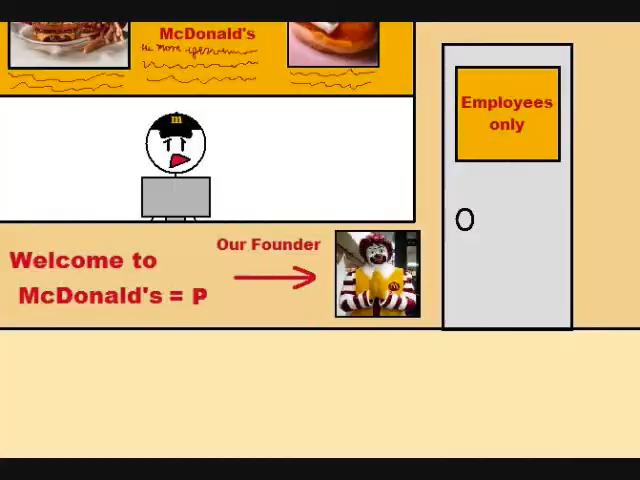 McDonald's
m
Employees
only
Our Founder
Welcome to
McDonald's = P